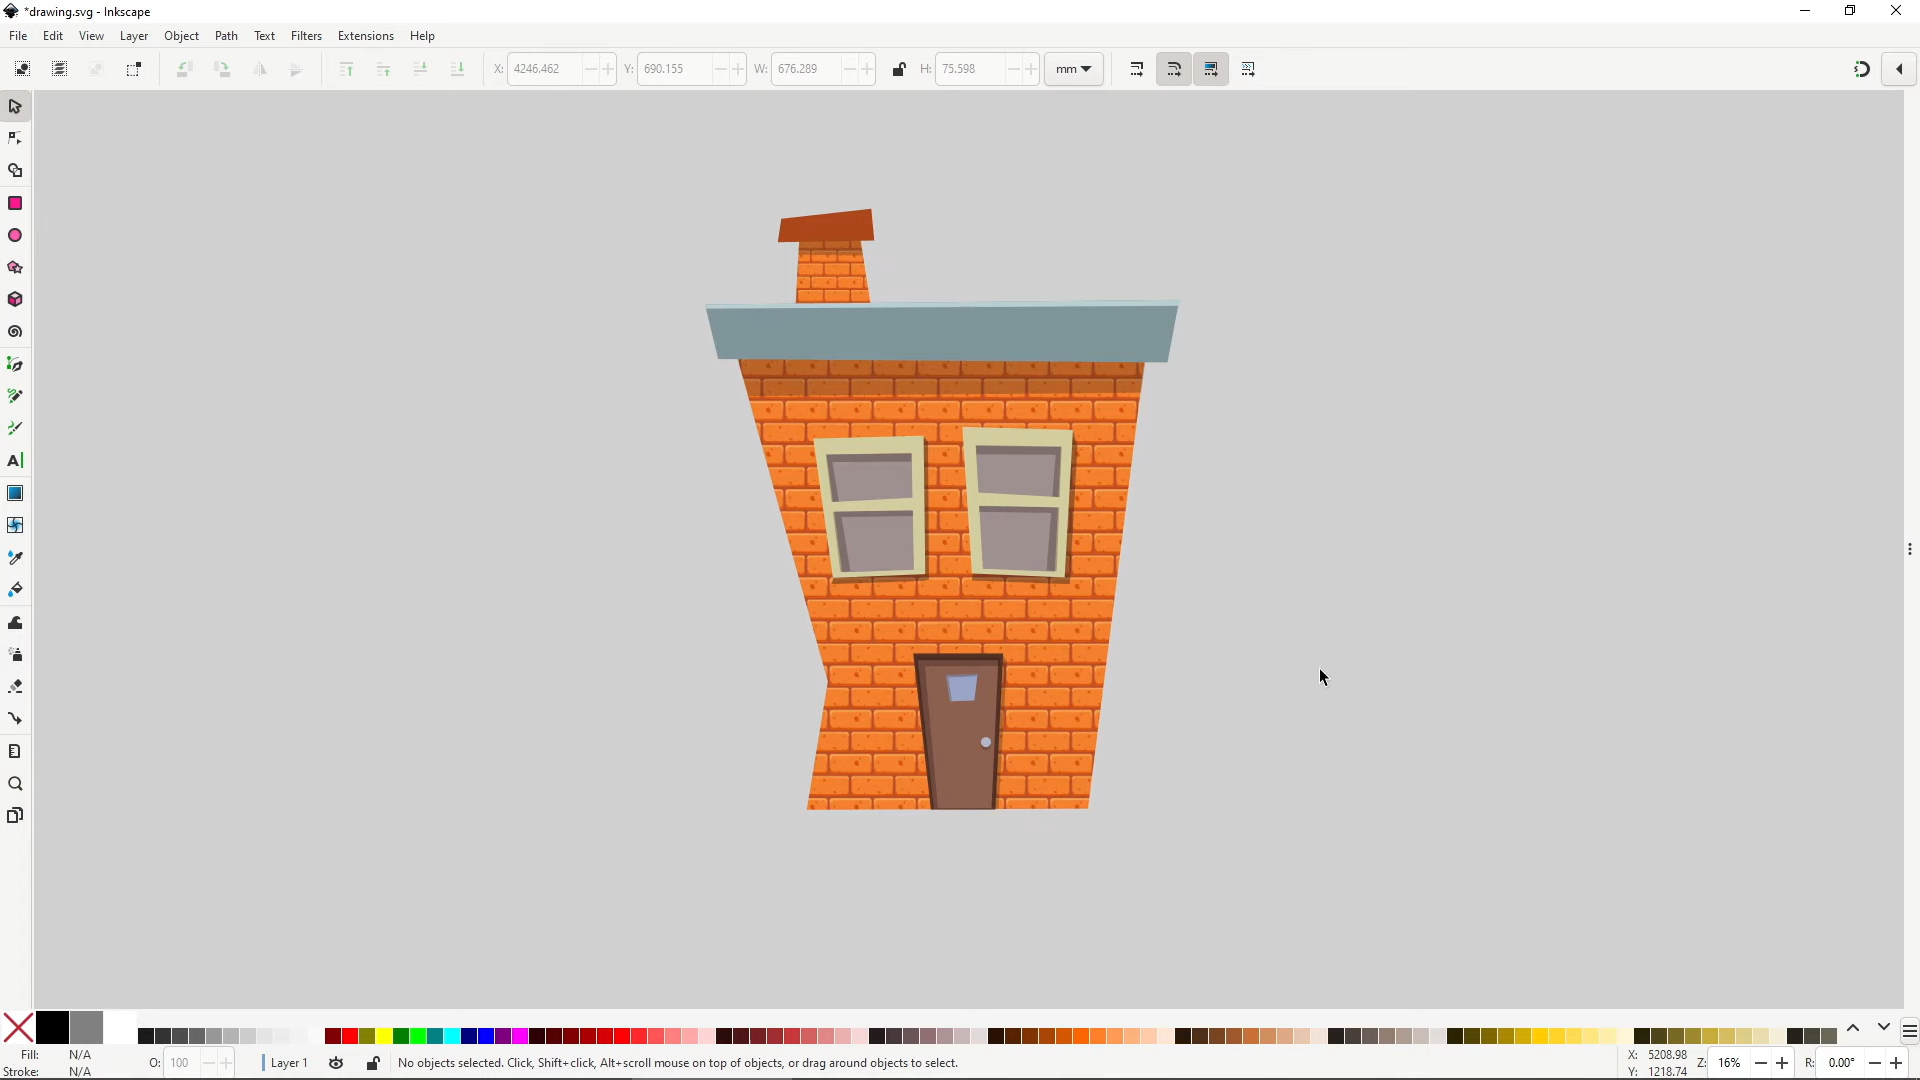 *drawing.svg - Inkscape
File Edit View Layer Object Path Text Filters Extensions Help
X: 4246.462 Y: 690.155 W: 676.289 H: 75.598 mm
Fill: N/A O: 100 Layer 1 No objects selected. Click, Shift+click, Alt+scroll mouse on top of objects, or drag around objects to select. X: 5208.98 Z: 16% R: 0.00°
Stroke: N/A Y: 1218.74